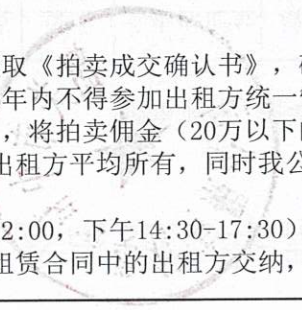 取《拍卖成交确认书》，
年内不得参加出租方统一
，将拍卖佣金（20万以下
出租方平均所有，同时我公
2:00，下午14:30-17:30）
租赁合同中的出租方交纳，